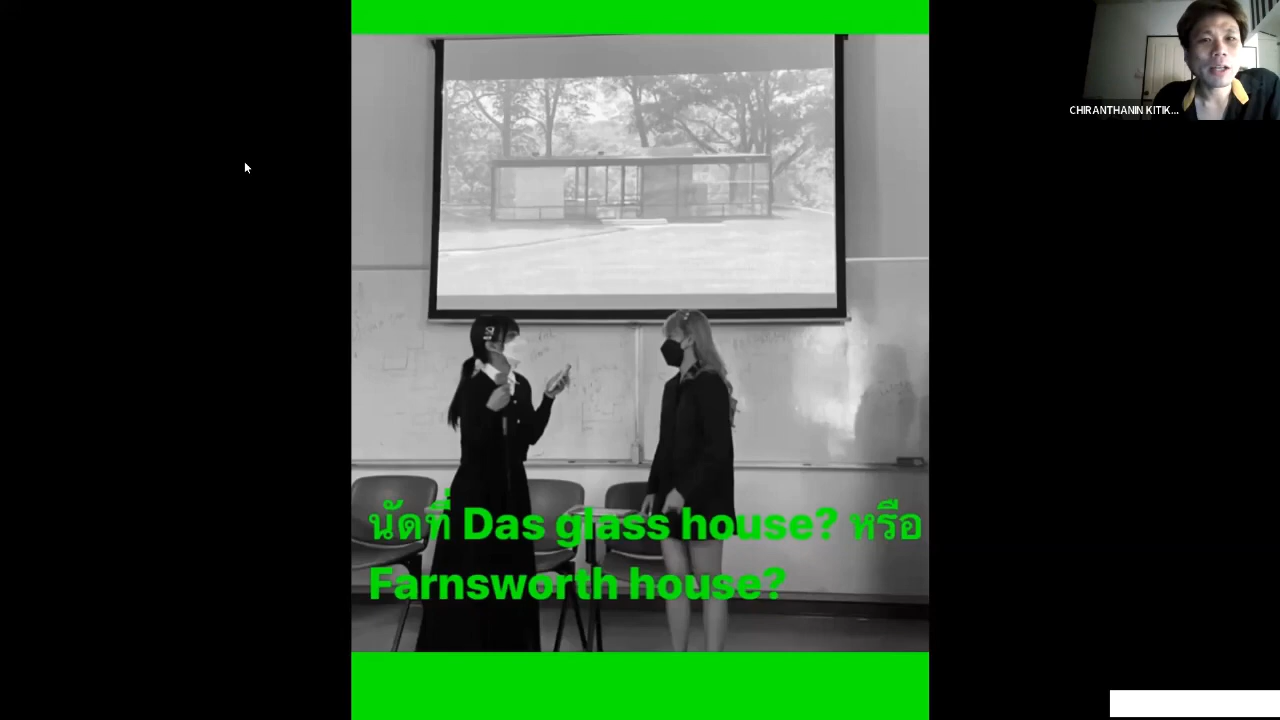 CHIRANTHANIN KITIK...
นัดที่ Das glass house? หรือ
Farnsworth house?